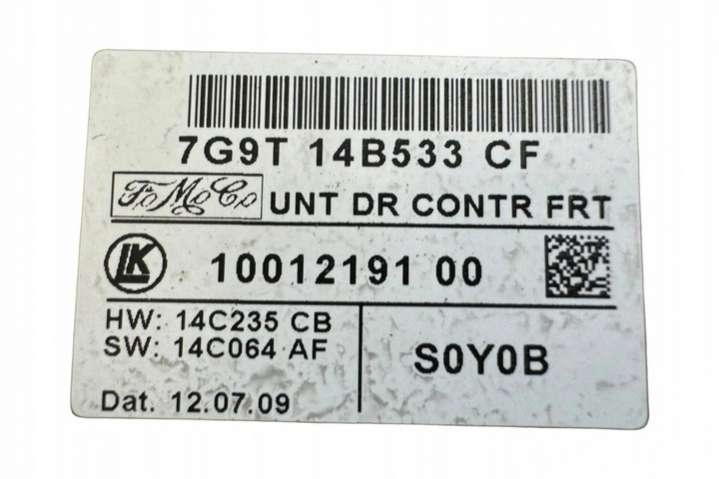 7G9T 14B533 CF
FoMoCo UNT DR CONTR FRT
LK 10012191 00
HW: 14C235 CB
SW: 14C064 AF
S0Y0B
Dat. 12.07.09